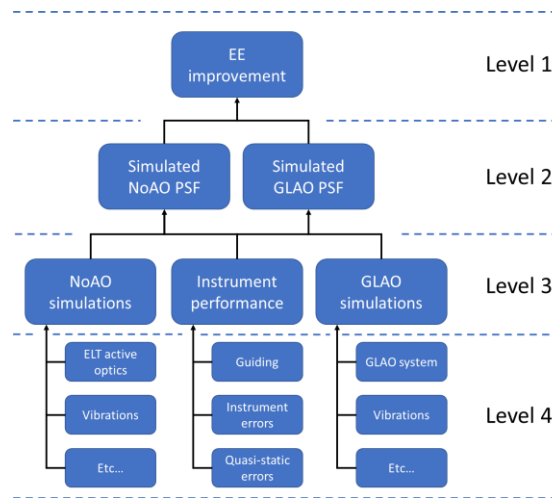 EE
improvement
Level 1
Simulated
NoAO PSF
Simulated
GLAO PSF
Level 2
NoAO
simulations
Instrument
performance
GLAO
simulations
Level 3
ELT active
optics
Guiding
GLAO system
Vibrations
Instrument
errors
Vibrations
Level 4
Etc...
Quasi-static
errors
Etc...